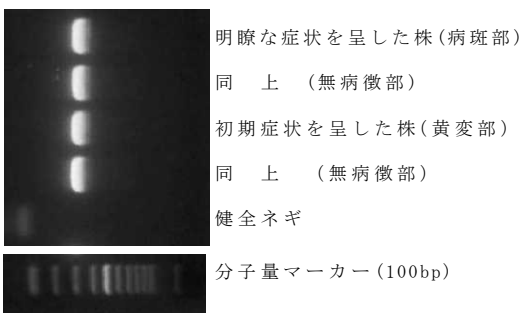 明瞭な症状を呈した株(病斑部)
同　上　(無病徴部)
初期症状を呈した株(黄変部)
同　上　(無病徴部)
健全ネギ
分子量マーカー(100bp)